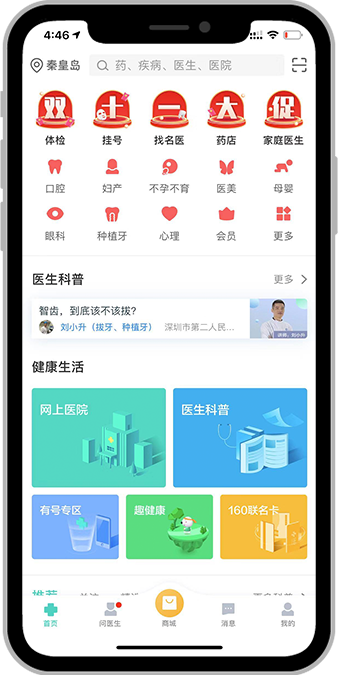 4:46
秦皇岛
药、疾病、医生、医院
双 十 一 大 促
体检 挂号 找名医 药店 家庭医生
口腔 妇产 不孕不育 医美 母婴
眼科 种植牙 心理 会员 更多
医生科普 更多
智齿，到底该不该拔？
刘小升（拔牙、种植牙） 深圳市第二人民...
健康生活
网上医院 医生科普
有号专区 趣健康 160联名卡
推荐
首页 问医生 商城 消息 我的